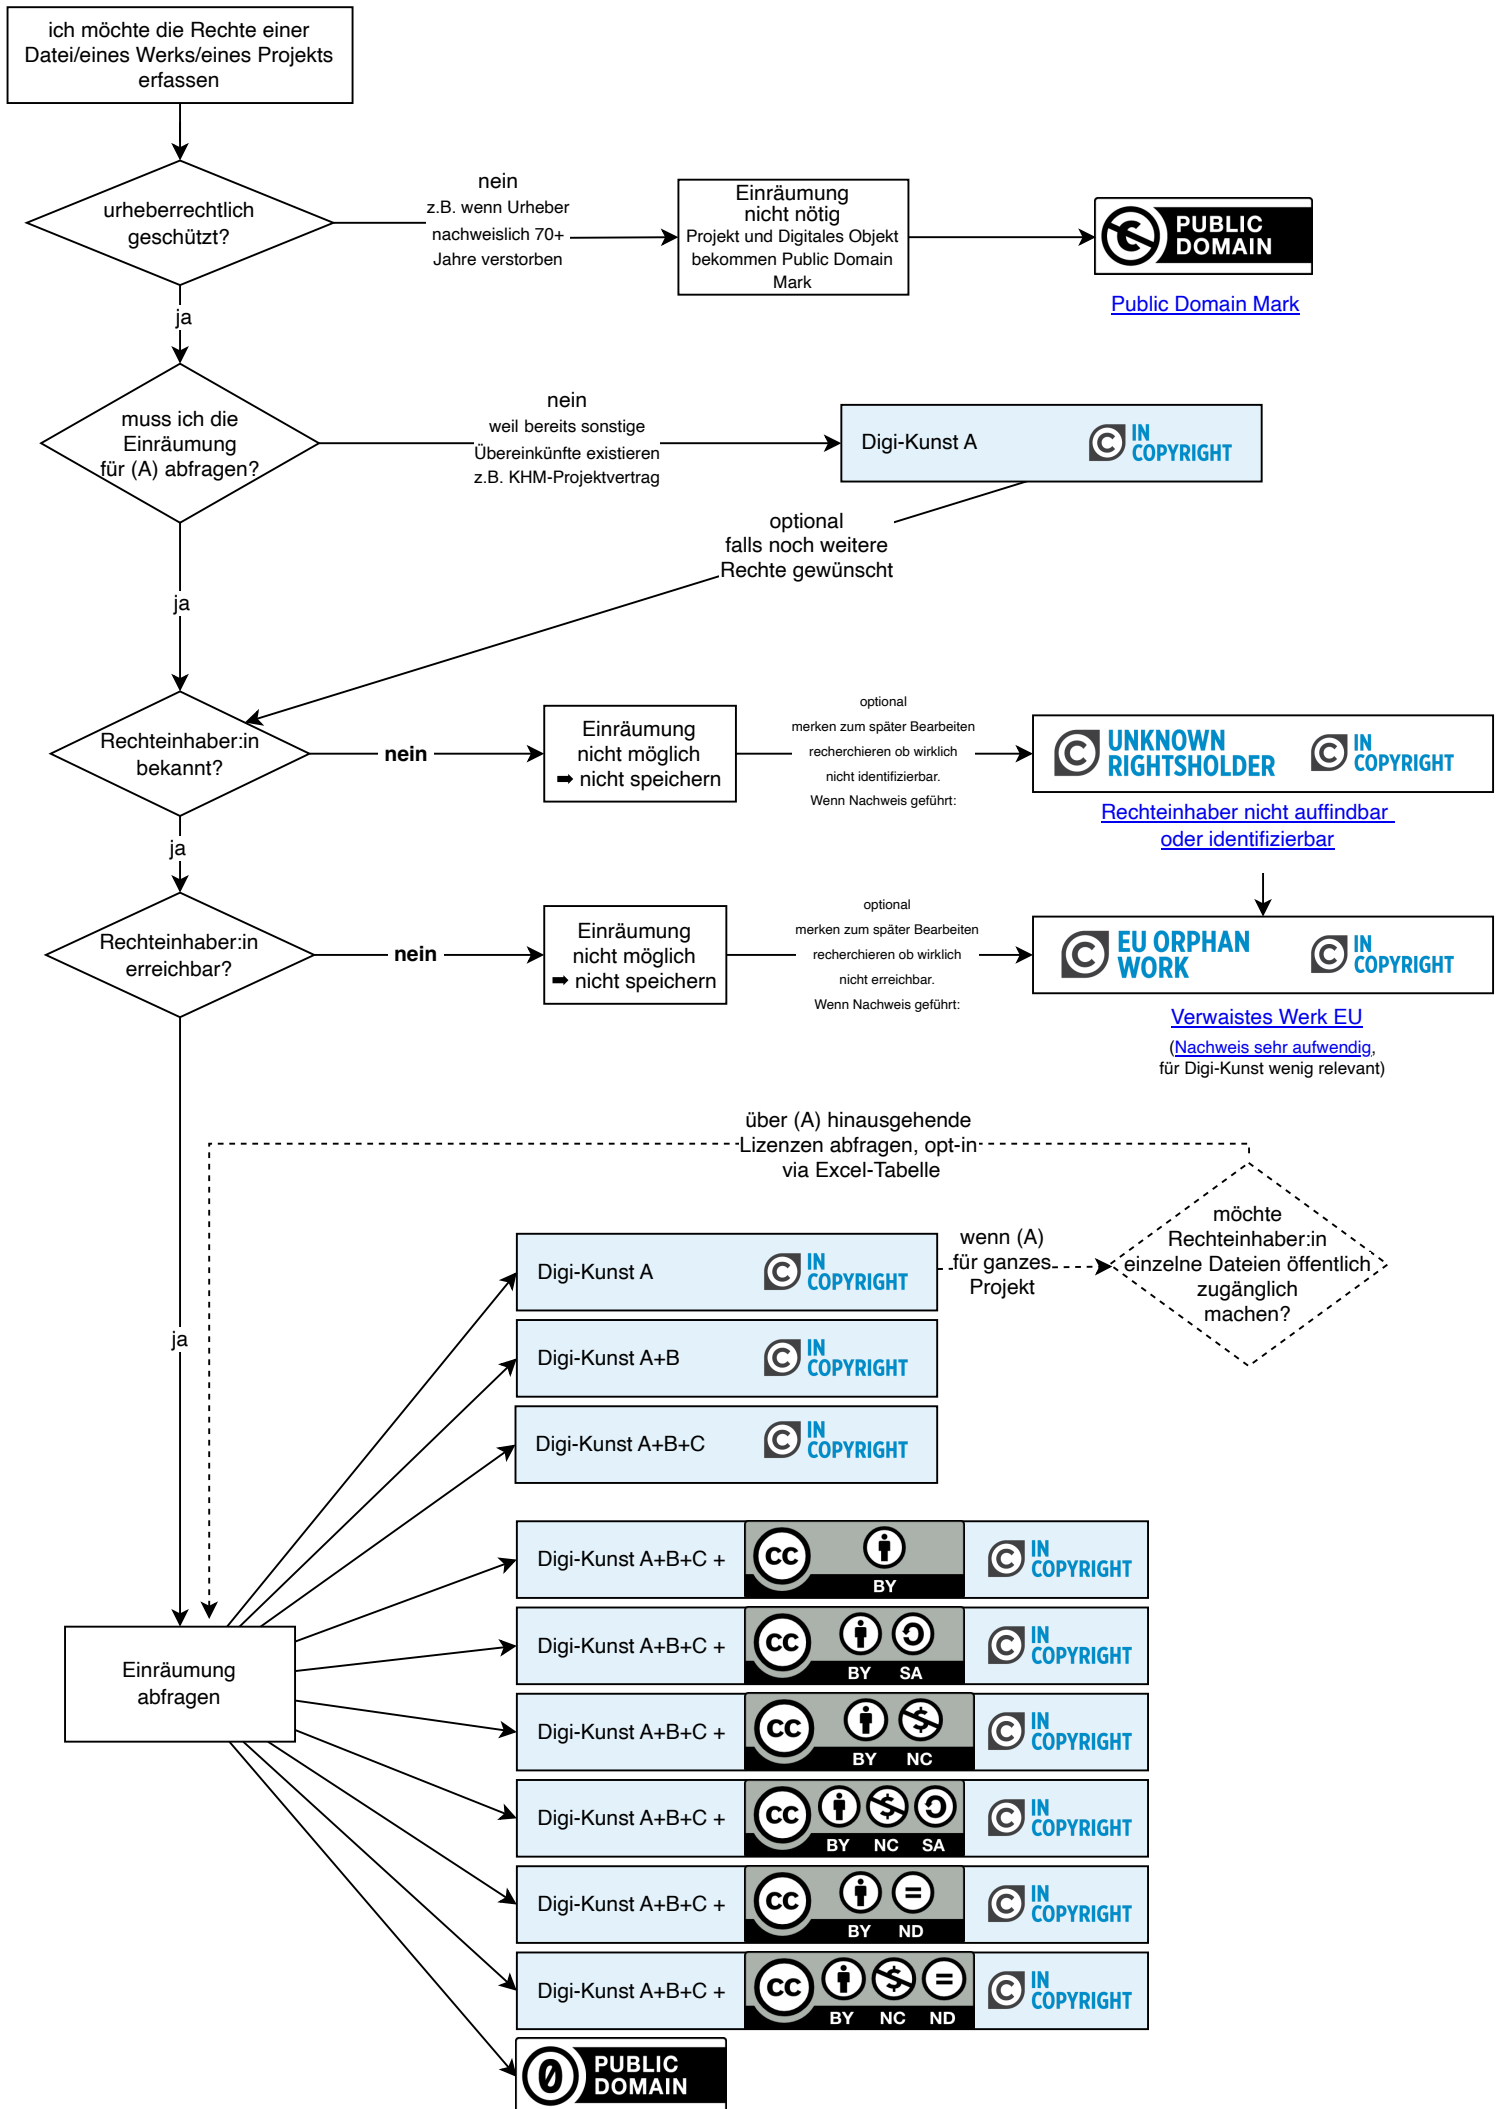 ich möchte die Rechte einer
Datei/eines Werks/eines Projekts
erfassen
urheberrechtlich
geschützt?
nein
z.B. wenn Urheber
nachweislich 70+
Jahre verstorben
Einräumung
nicht nötig
Projekt und Digitales Objekt
bekommen Public Domain
Mark
PUBLIC
DOMAIN
Public Domain Mark
ja
muss ich die
Einräumung
für (A) abfragen?
nein
weil bereits sonstige
Übereinkünfte existieren
z.B. KHM-Projektvertrag
Digi-Kunst A
IN
COPYRIGHT
optional
falls noch weitere
Rechte gewünscht
ja
Rechteinhaber:in
bekannt?
nein
Einräumung
nicht möglich
➡ nicht speichern
optional
merken zum später Bearbeiten
recherchieren ob wirklich
nicht identifizierbar.
Wenn Nachweis geführt:
UNKNOWN
RIGHTSHOLDER
IN
COPYRIGHT
Rechteinhaber nicht auffindbar
oder identifizierbar
ja
Rechteinhaber:in
erreichbar?
nein
Einräumung
nicht möglich
➡ nicht speichern
optional
merken zum später Bearbeiten
recherchieren ob wirklich
nicht erreichbar.
Wenn Nachweis geführt:
EU ORPHAN
WORK
IN
COPYRIGHT
Verwaistes Werk EU
(Nachweis sehr aufwendig,
für Digi-Kunst wenig relevant)
über (A) hinausgehende
Lizenzen abfragen, opt-in
via Excel-Tabelle
möchte
Rechteinhaber:in
einzelne Dateien öffentlich
zugänglich
machen?
wenn (A)
für ganzes
Projekt
Digi-Kunst A
IN
COPYRIGHT
ja
Digi-Kunst A+B
IN
COPYRIGHT
Digi-Kunst A+B+C
IN
COPYRIGHT
Digi-Kunst A+B+C +
cc
BY
IN
COPYRIGHT
Einräumung
abfragen
Digi-Kunst A+B+C +
cc
BY SA
IN
COPYRIGHT
Digi-Kunst A+B+C +
cc
BY NC
IN
COPYRIGHT
Digi-Kunst A+B+C +
cc
BY NC SA
IN
COPYRIGHT
Digi-Kunst A+B+C +
cc
BY ND
IN
COPYRIGHT
Digi-Kunst A+B+C +
cc
BY NC ND
IN
COPYRIGHT
0
PUBLIC
DOMAIN